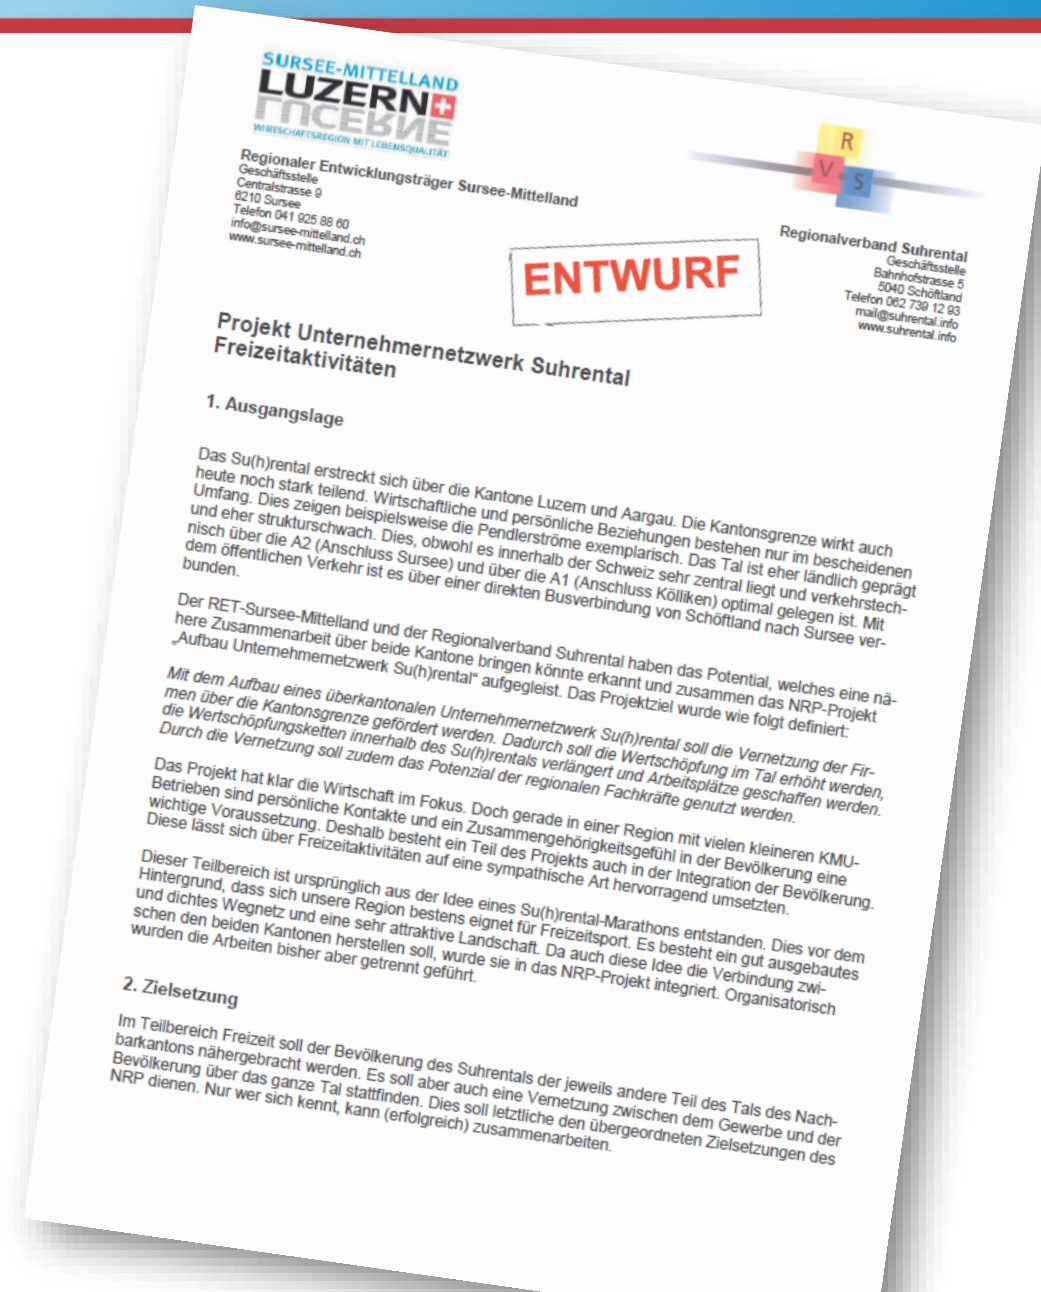 SURSEE-MITTELLAND
LUZERN
LUCERNE
WIRTSCHAFTSREGION MIT LEBENSQUALITÄT
Regionaler Entwicklungsträger Sursee-Mittelland
Geschäftsstelle
Centralstrasse 9
6210 Sursee
Telefon 041 925 88 60
info@sursee-mittelland.ch
www.sursee-mittelland.ch
R
V S
Regionalverband Suhrental
Geschäftsstelle
Bahnhofstrasse 5
5040 Schöftland
Telefon 062 739 12 93
mail@suhrental.info
www.suhrental.info
ENTWURF
Projekt Unternehmernetzwerk Suhrental
Freizeitaktivitäten
1. Ausgangslage
Das Su(h)rental erstreckt sich über die Kantone Luzern und Aargau. Die Kantonsgrenze wirkt auch
heute noch stark teilend. Wirtschaftliche und persönliche Beziehungen bestehen nur im bescheidenen
Umfang. Dies zeigen beispielsweise die Pendlerströme exemplarisch. Das Tal ist eher ländlich geprägt
und eher strukturschwach. Dies, obwohl es innerhalb der Schweiz sehr zentral liegt und verkehrstech-
nisch über die A2 (Anschluss Sursee) und über die A1 (Anschluss Kölliken) optimal gelegen ist. Mit
dem öffentlichen Verkehr ist es über einer direkten Busverbindung von Schöftland nach Sursee ver-
bunden.
Der RET-Sursee-Mittelland und der Regionalverband Suhrental haben das Potential, welches eine nä-
here Zusammenarbeit über beide Kantone bringen könnte erkannt und zusammen das NRP-Projekt
„Aufbau Unternehmernetzwerk Su(h)rental“ aufgegleist. Das Projektziel wurde wie folgt definiert:
Mit dem Aufbau eines überkantonalen Unternehmernetzwerk Su(h)rental soll die Vernetzung der Fir-
men über die Kantonsgrenze gefördert werden. Dadurch soll die Wertschöpfung im Tal erhöht werden,
die Wertschöpfungsketten innerhalb des Su(h)rentals verlängert und Arbeitsplätze geschaffen werden.
Durch die Vernetzung soll zudem das Potenzial der regionalen Fachkräfte genutzt werden.
Das Projekt hat klar die Wirtschaft im Fokus. Doch gerade in einer Region mit vielen kleineren KMU-
Betrieben sind persönliche Kontakte und ein Zusammengehörigkeitsgefühl in der Bevölkerung eine
wichtige Voraussetzung. Deshalb besteht ein Teil des Projekts auch in der Integration der Bevölkerung.
Diese lässt sich über Freizeitaktivitäten auf eine sympathische Art hervorragend umsetzten.
Dieser Teilbereich ist ursprünglich aus der Idee eines Su(h)rental-Marathons entstanden. Dies vor dem
Hintergrund, dass sich unsere Region bestens eignet für Freizeitsport. Es besteht ein gut ausgebautes
und dichtes Wegnetz und eine sehr attraktive Landschaft. Da auch diese Idee die Verbindung zwi-
schen den beiden Kantonen herstellen soll, wurde sie in das NRP-Projekt integriert. Organisatorisch
wurden die Arbeiten bisher aber getrennt geführt.
2. Zielsetzung
Im Teilbereich Freizeit soll der Bevölkerung des Suhrentals der jeweils andere Teil des Tals des Nach-
barkantons nähergebracht werden. Es soll aber auch eine Vernetzung zwischen dem Gewerbe und der
Bevölkerung über das ganze Tal stattfinden. Dies soll letztliche den übergeordneten Zielsetzungen des
NRP dienen. Nur wer sich kennt, kann (erfolgreich) zusammenarbeiten.